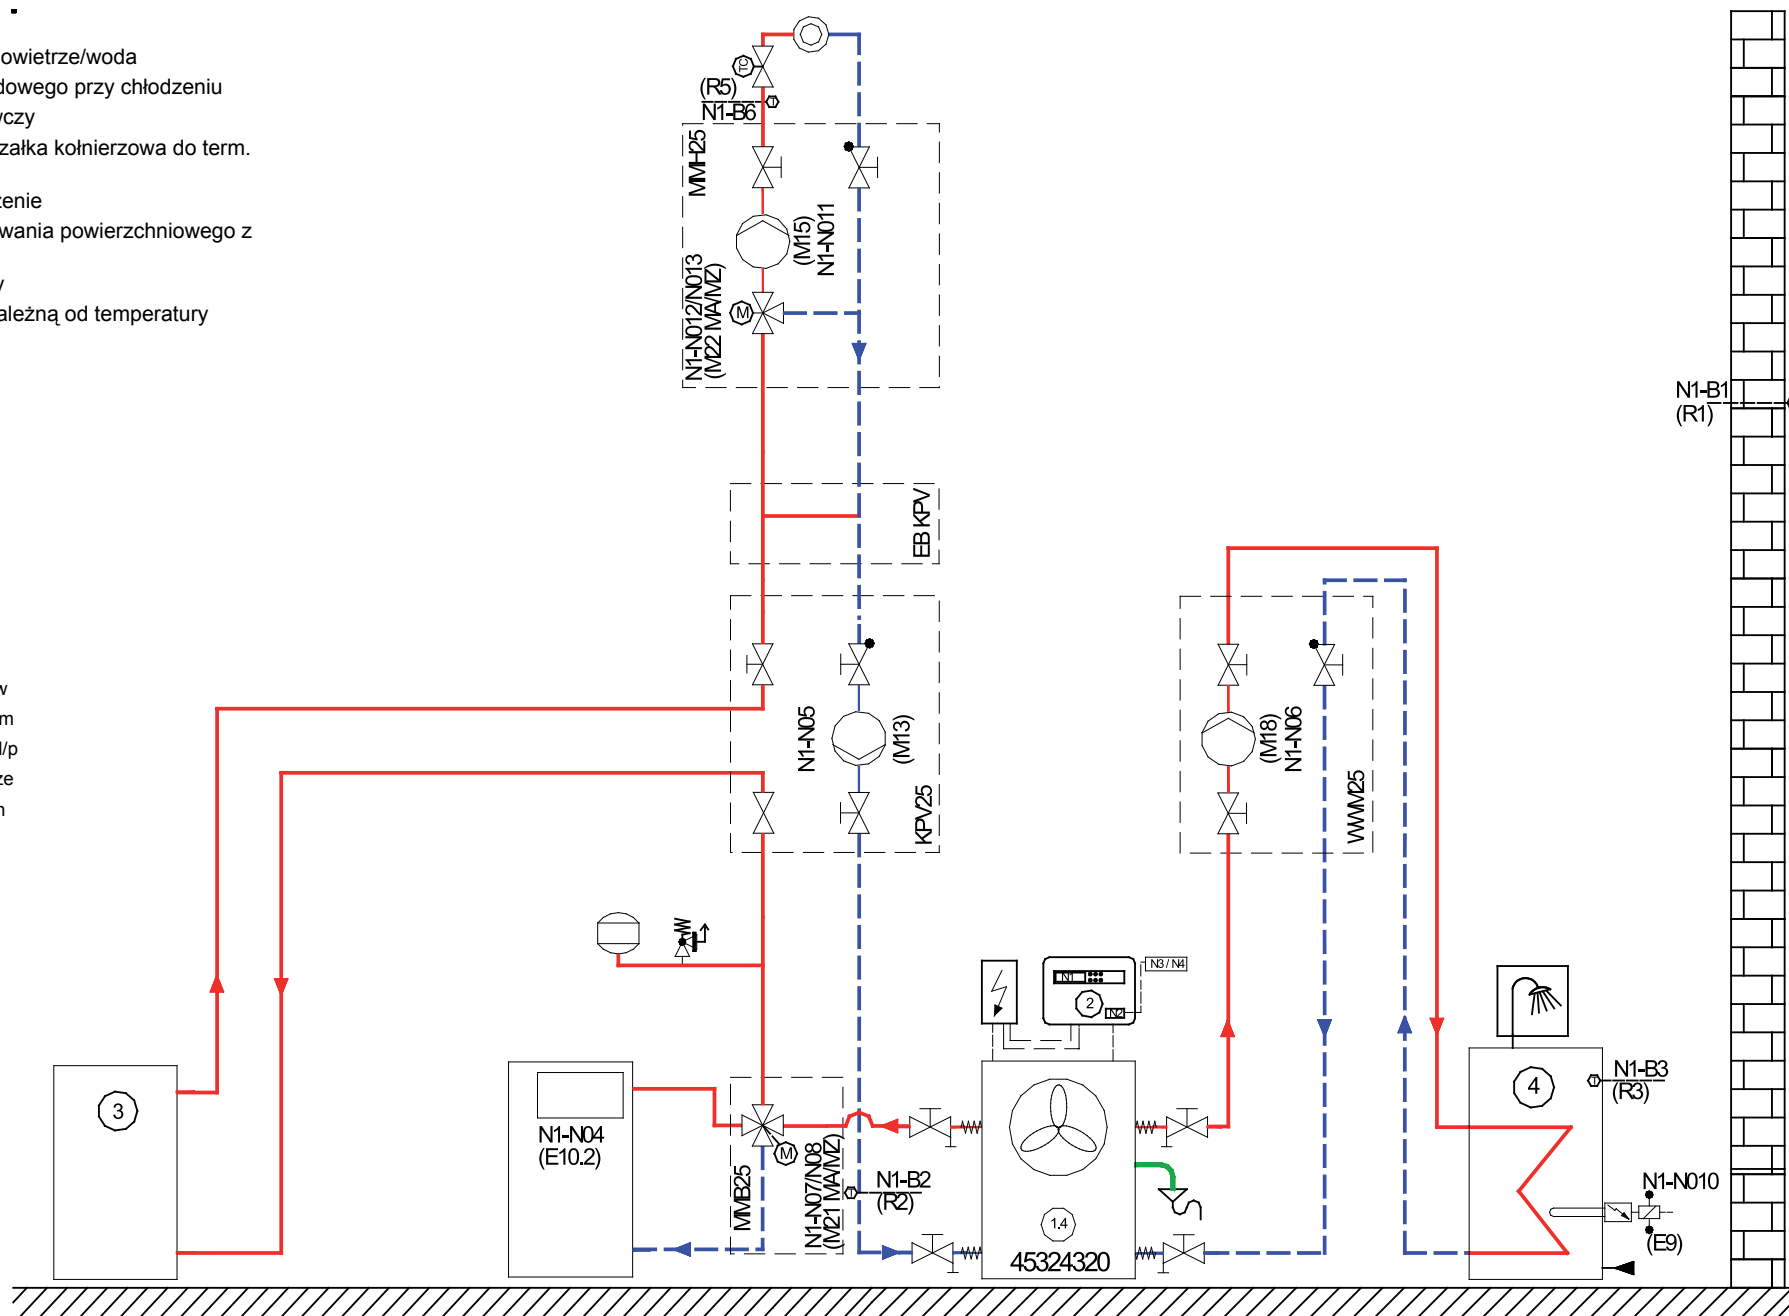 owietrze/woda
dowego przy chłodzeniu
wczy
załka kołnierzowa do term.
zenie
wania powierzchniowego z
y
ależną od temperatury
w
m
l/p
ze
n
TC
(R5)
N1-B6
MMH25
(M15)
N1-N011
N1-N012/N013
(M22 MA/MZ)
M
N1-B1
(R1)
EB KPV
N1-N05
(M13)
KPV25
(M18)
N1-N06
WWM25
N1
2
N2
N3 / N4
3
N1-N04
(E10.2)
MMB25
M
N1-N07/N08
(M21 MA/MZ)
N1-B2
(R2)
1.4
45324320
4
N1-B3
(R3)
N1-N010
(E9)